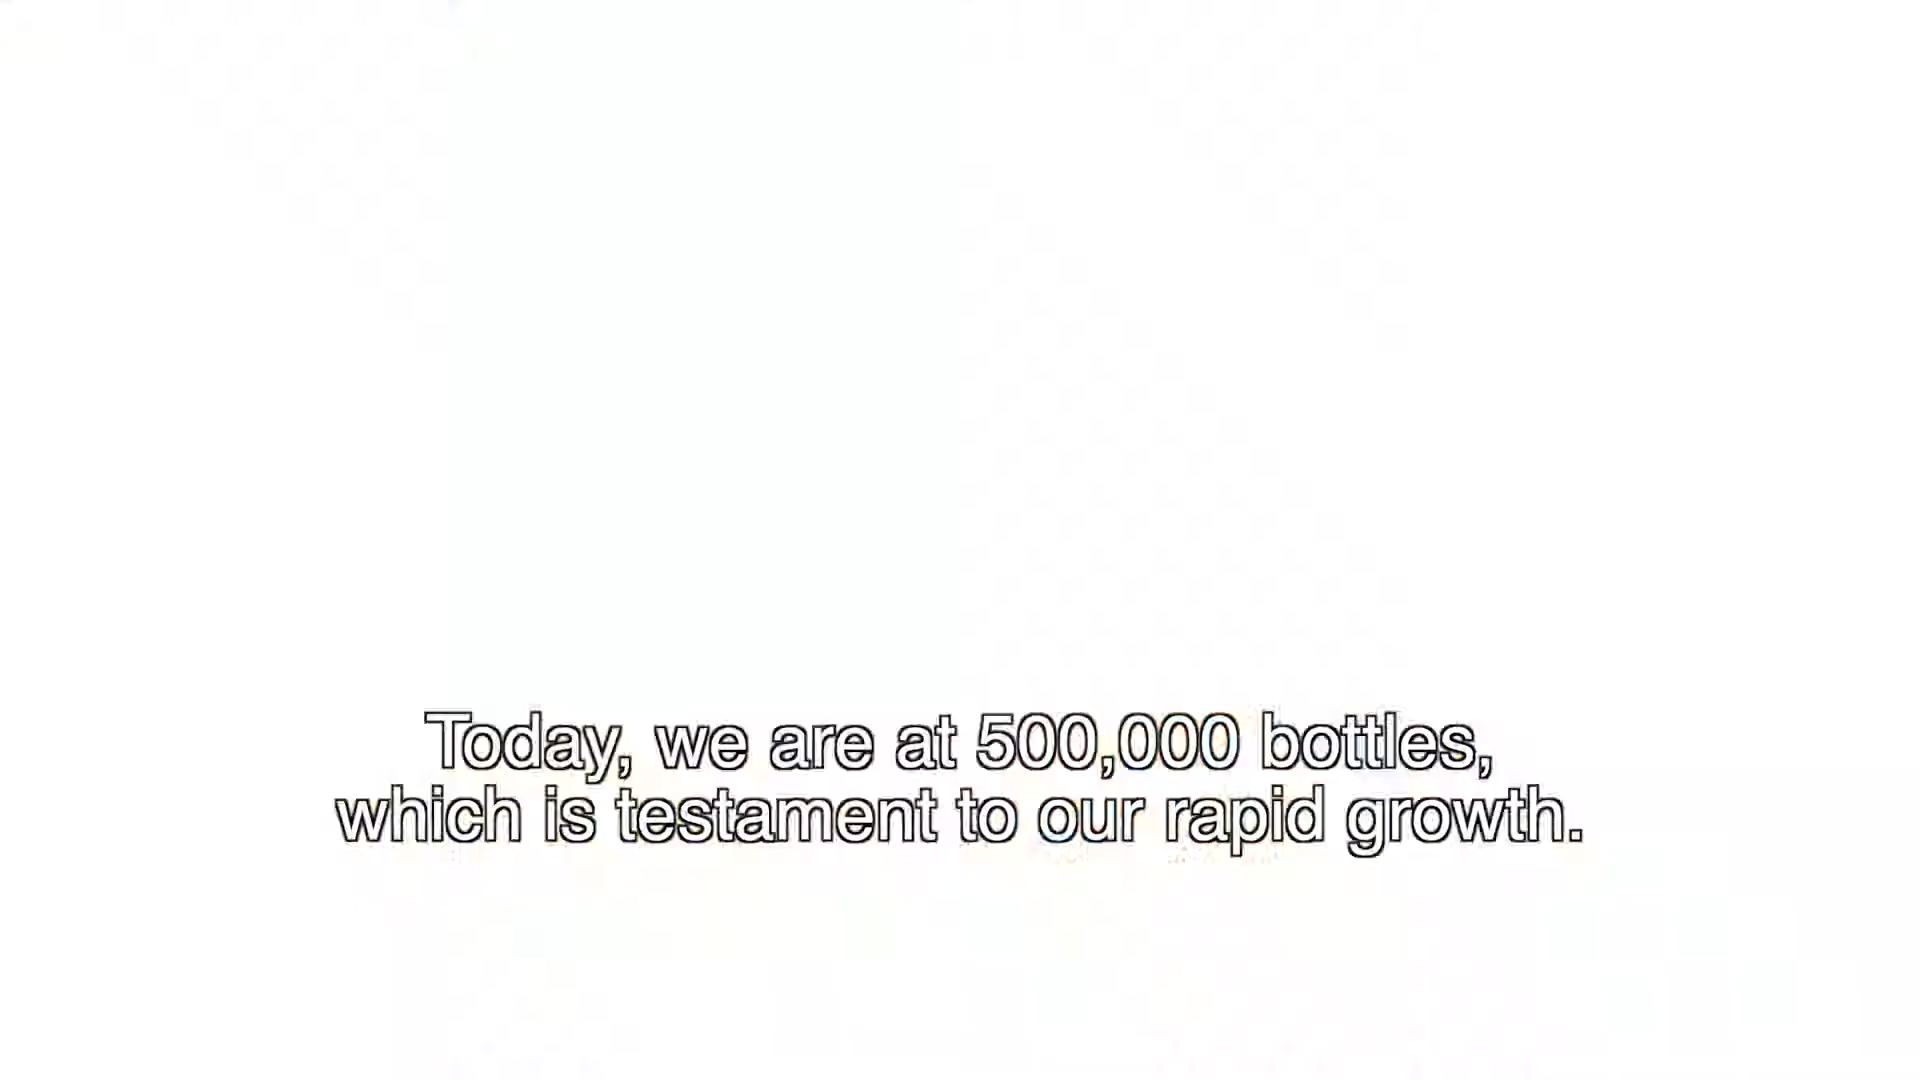 Today, we are at 500,000 bottles,
which is testament to our rapid growth.